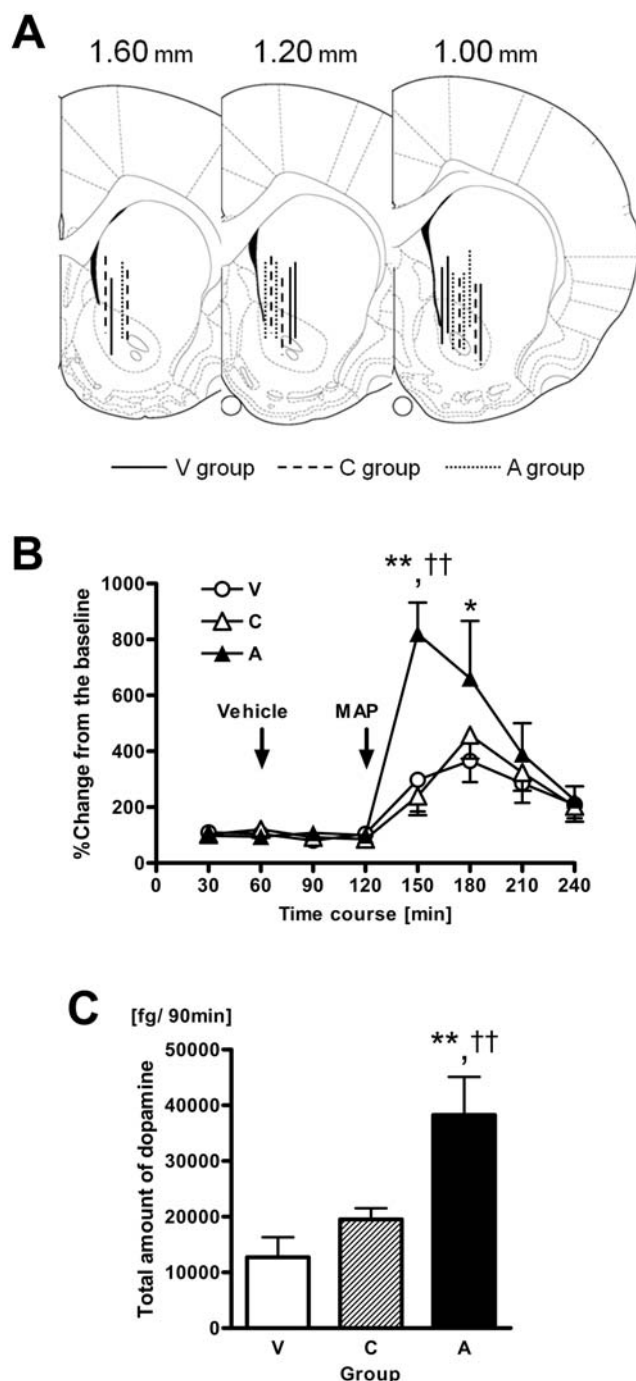 A
1.60 mm 1.20 mm 1.00 mm
V group C group A group
B
**, ††
*
1000
800
600
400
200
0
%Change from the baseline
V
C
A
Vehicle MAP
0 30 60 90 120 150 180 210 240
Time course [min]
C
[fg/ 90min]
**, ††
50000
40000
30000
20000
10000
0
Total amount of dopamine
V C A
Group